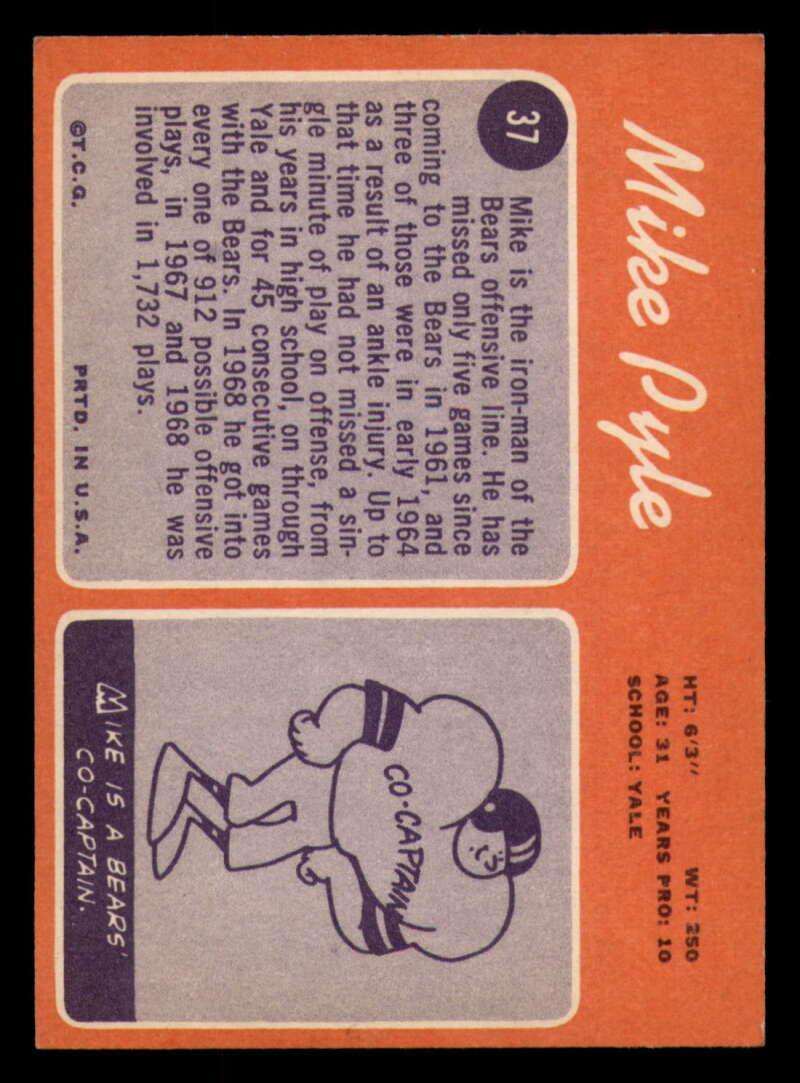 Mike Pyle
HT: 6'3" WT: 250
AGE: 31 YEARS PRO: 10
SCHOOL: YALE
37
Mike is the iron-man of the
Bears offensive line. He has
missed only five games since
coming to the Bears in 1961, and
three of those were in early 1964
as a result of an ankle injury. Up to
that time he had not missed a sin-
gle minute of play on offense, from
his years in high school, on through
Yale and for 45 consecutive games
with the Bears. In 1968 he got into
every one of 912 possible offensive
plays, in 1967 and 1968 he was
involved in 1,732 plays.
©T.C.G. PRTD. IN U.S.A.
CO-CAPTAIN
MIKE IS A BEARS'
CO-CAPTAIN.